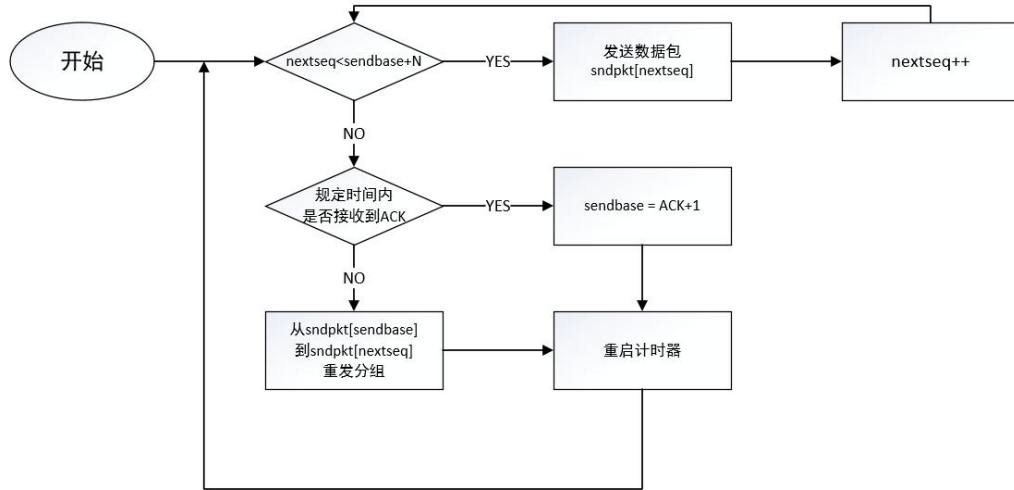 开始
nextseq<sendbase+N
YES
发送数据包
sndpkt[nextseq]
nextseq++
NO
规定时间内
是否接收到ACK
YES
sendbase = ACK+1
NO
从sndpkt[sendbase]
到sndpkt[nextseq]
重发分组
重启计时器